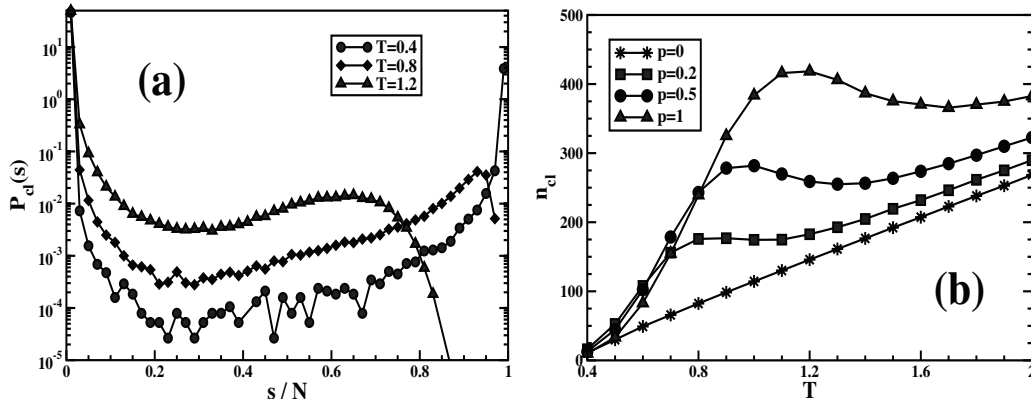 10^1
10^0
10^-1
10^-2
10^-3
10^-4
10^-5
P_cl(s)
(a)
T=0.4
T=0.8
T=1.2
0
0.2
0.4
0.6
0.8
1
s / N
500
400
300
200
100
0
n_cl
p=0
p=0.2
p=0.5
p=1
(b)
0.4
0.8
1.2
1.6
2
T